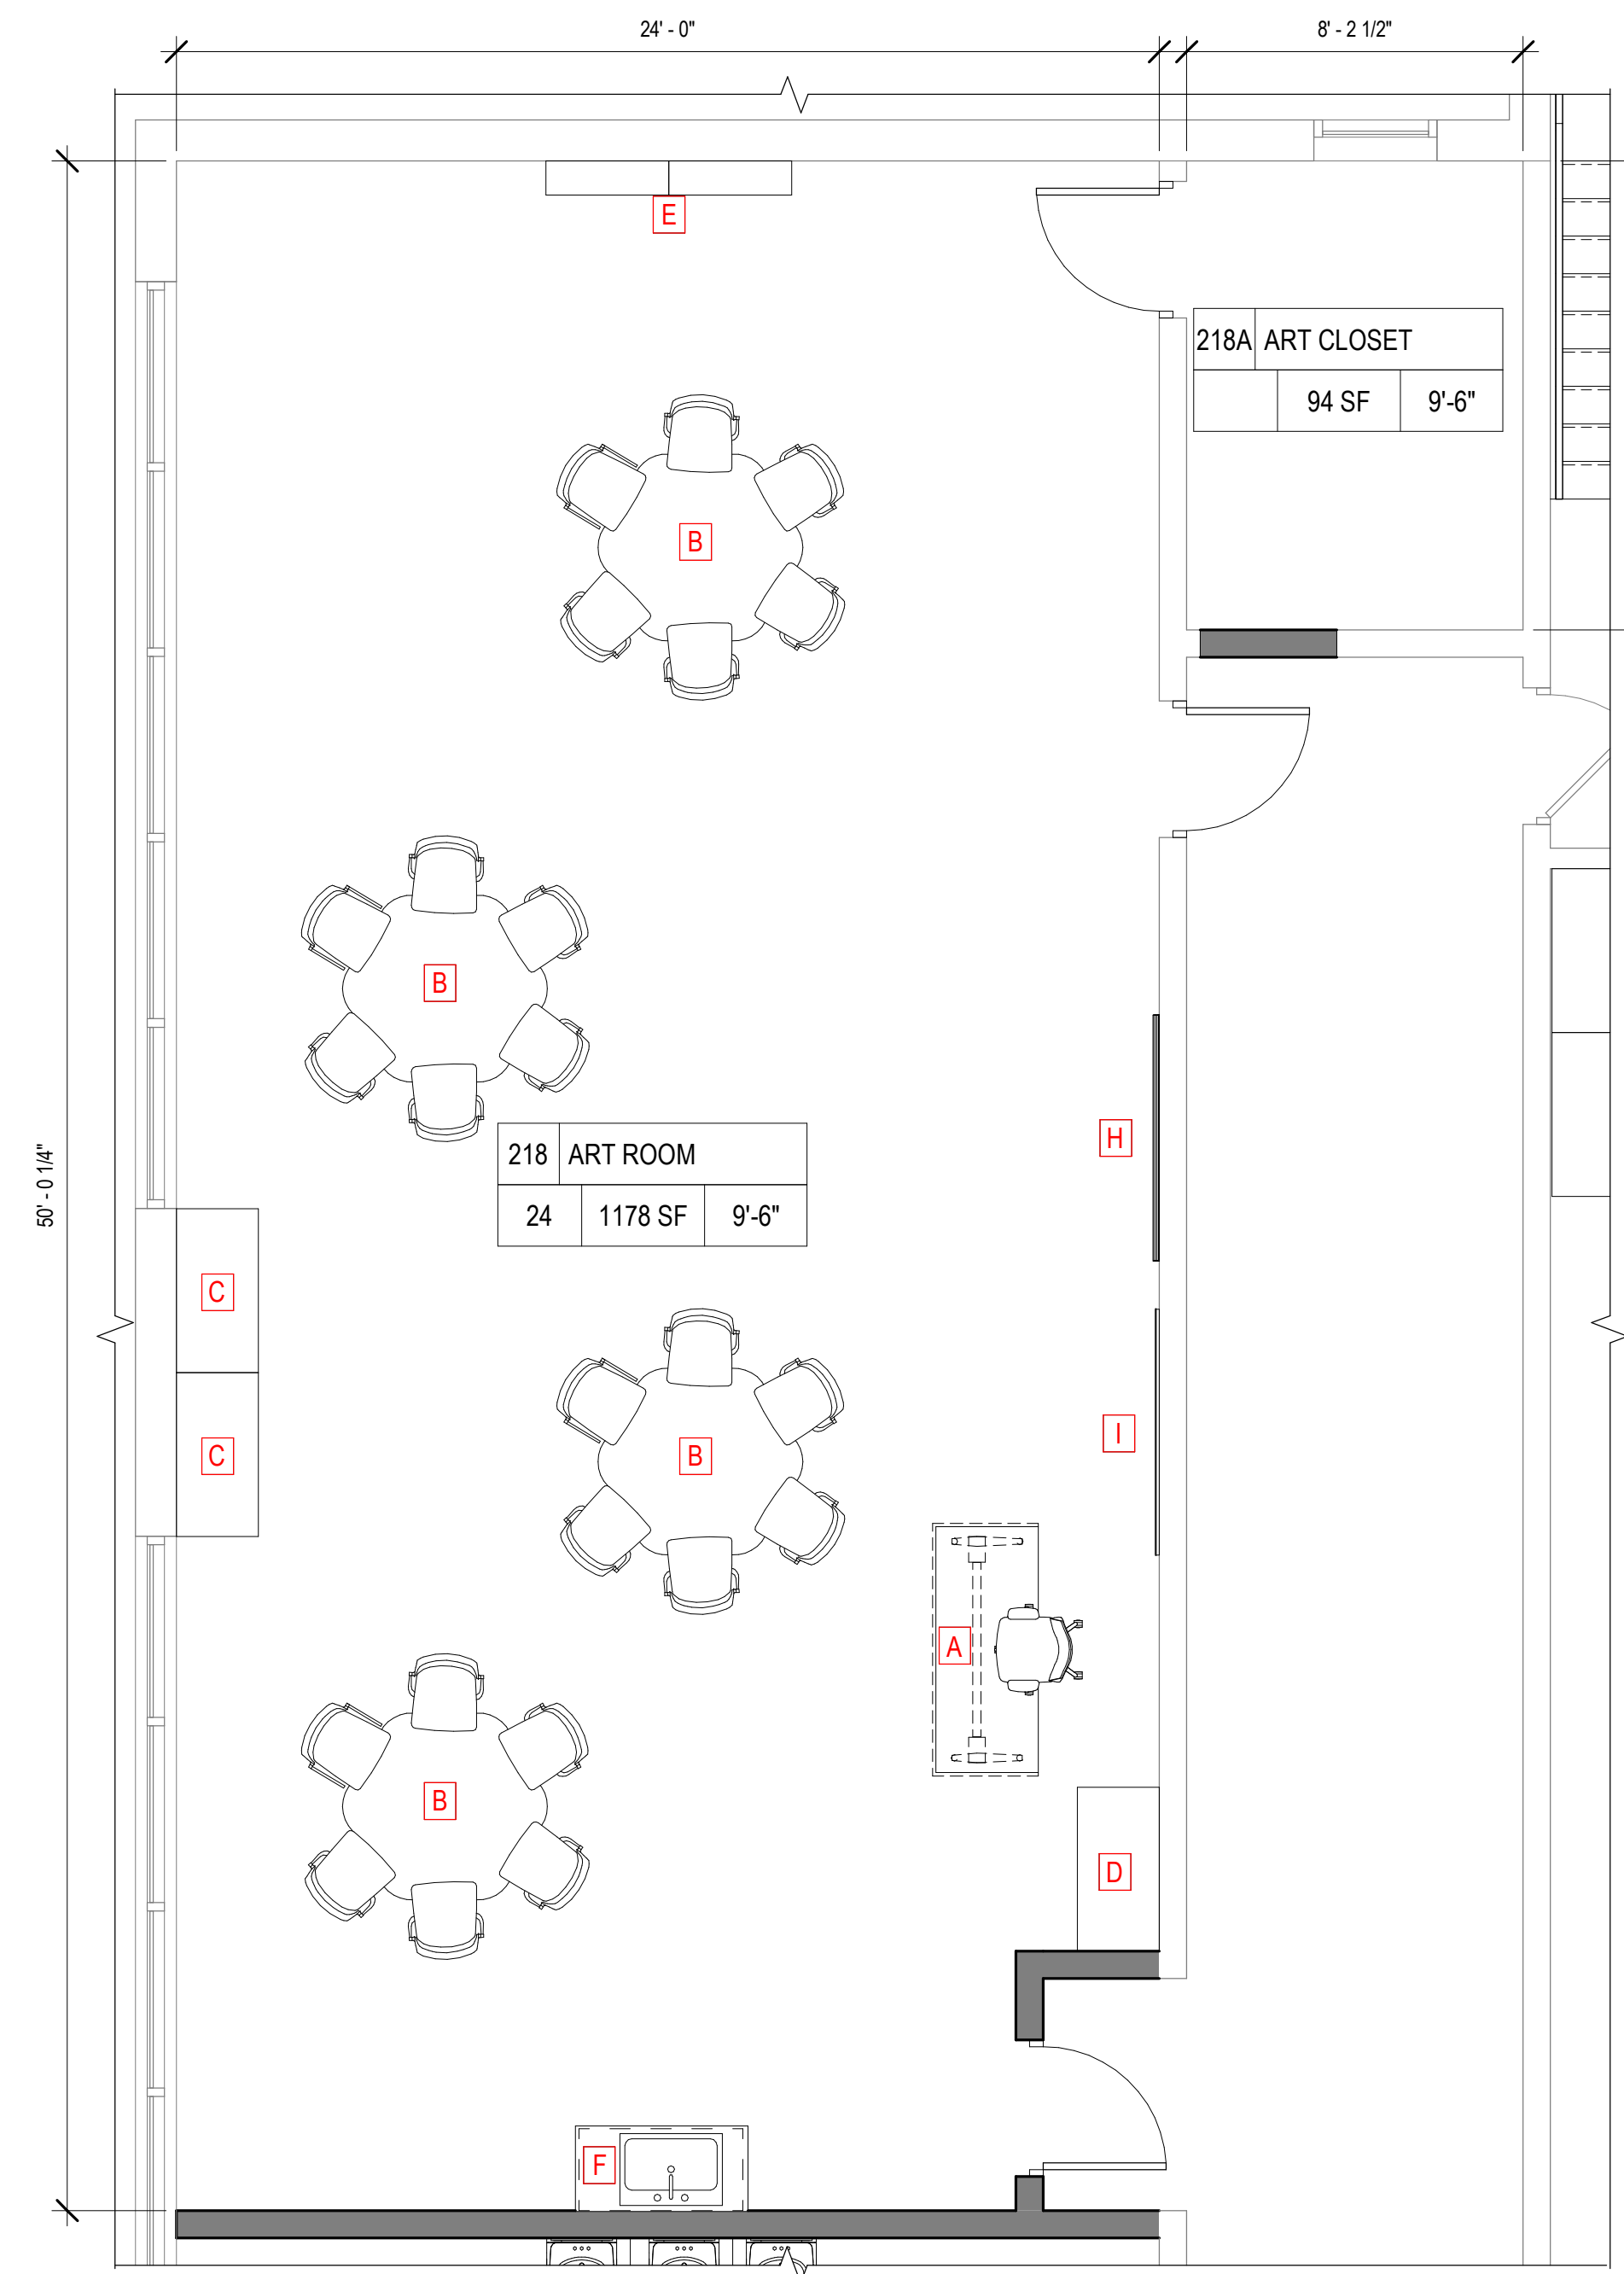 24' - 0" 8' - 2 1/2"
E
218A ART CLOSET
94 SF 9'-6"
B
B
H
218 ART ROOM
50' - 0 1/4"
24 1178 SF 9'-6"
C
I
C
B
A
B
D
F